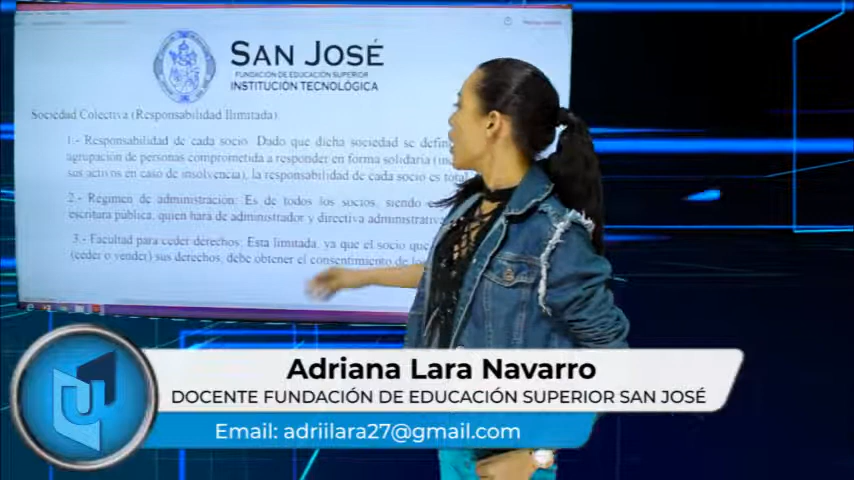 SAN JOSÉ
FUNDACIÓN DE EDUCACIÓN SUPERIOR
INSTITUCIÓN TECNOLÓGICA
Sociedad Colectiva (Responsabilidad Ilimitada)
1.- Responsabilidad de cada socio: Dado que dicha sociedad se defin
agrupación de personas comprometida a responder en forma solidaria
sus activos en caso de insolvencia), la responsabilidad de cada socio es total
2.- Régimen de administración: Es de todos los socios, siendo
escritura pública, quien hará de administrador y directiva administrativa
3.- Facultad para ceder derechos: Esta limitada, ya que el socio que
(ceder o vender) sus derechos, debe obtener el consentimiento de los
Adriana Lara Navarro
DOCENTE FUNDACIÓN DE EDUCACIÓN SUPERIOR SAN JOSÉ
Email: adriilara27@gmail.com